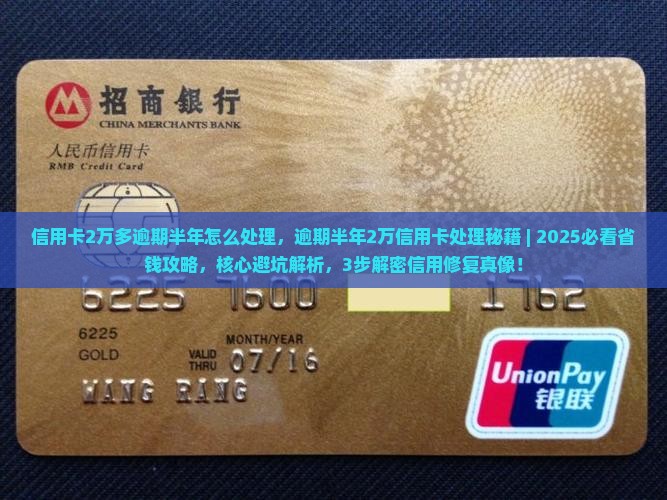 招商银行
CHINA MERCHANTS BANK
人民币信用卡
RMB Credit Card
信用卡2万多逾期半年怎么处理，逾期半年2万信用卡处理秘籍 | 2025必看省
钱攻略，核心避坑解析，3步解密信用修复真像！
6225 7600 1762
6225
GOLD
MONTH/YEAR
VALID THRU 07/16
WANG RANG
UnionPay
银联